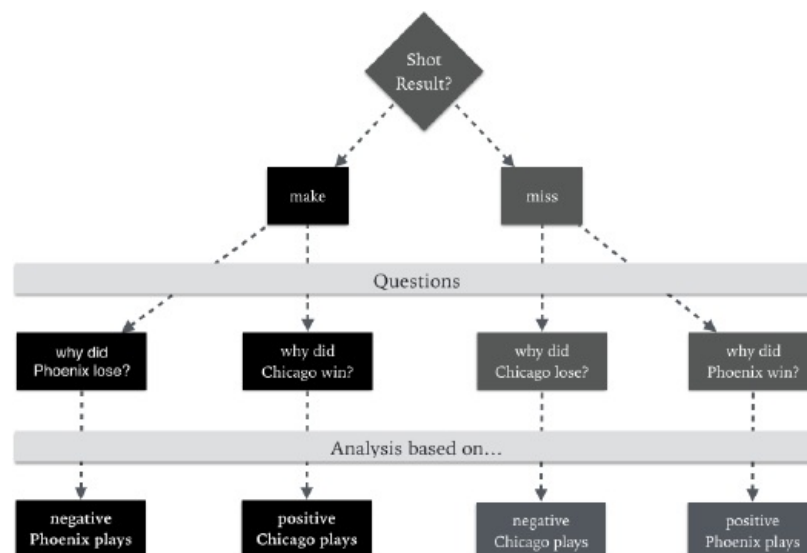 Shot
Result?
make
miss
Questions
why did
Phoenix lose?
why did
Chicago win?
why did
Chicago lose?
why did
Phoenix win?
Analysis based on...
negative
Phoenix plays
positive
Chicago plays
negative
Chicago plays
positive
Phoenix plays